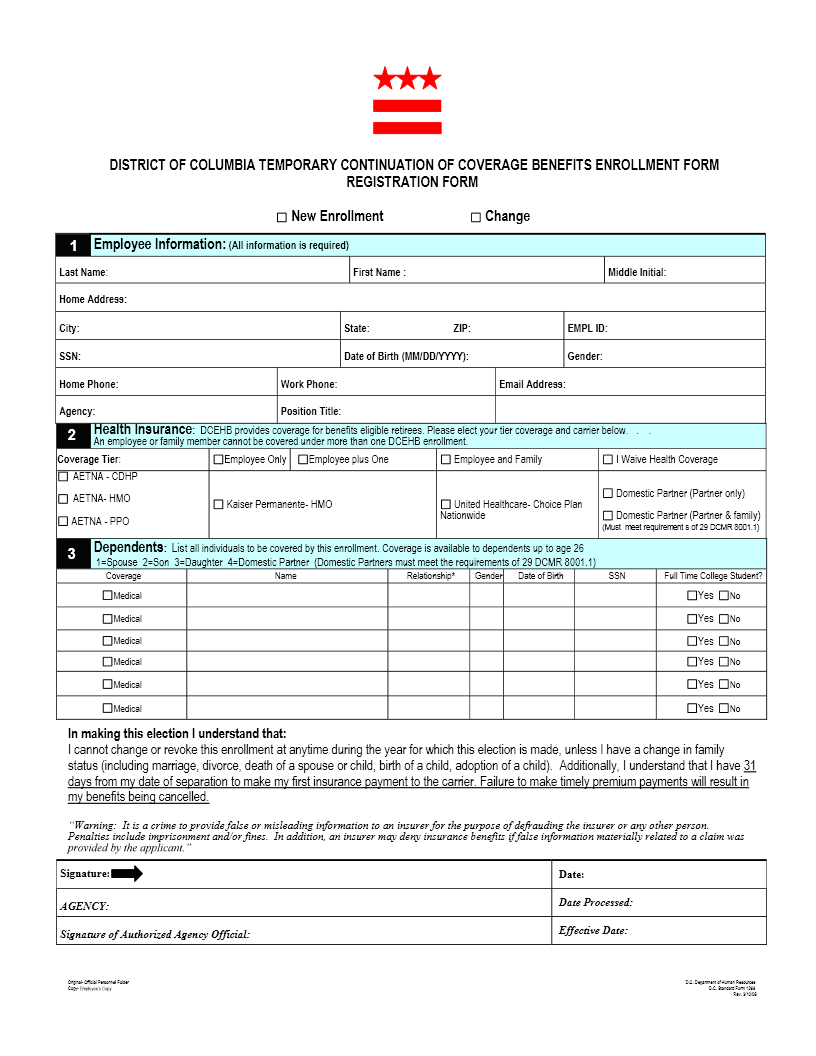 DISTRICT OF COLUMBIA TEMPORARY CONTINUATION OF COVERAGE BENEFITS ENROLLMENT FORM
REGISTRATION FORM
☐ New Enrollment ☐ Change
1 Employee Information: (All information is required)
Last Name: First Name : Middle Initial:
Home Address:
City: State: ZIP: EMPL ID:
SSN: Date of Birth (MM/DD/YYYY): Gender:
Home Phone: Work Phone: Email Address:
Agency: Position Title:
2 Health Insurance: DCEHB provides coverage for benefits eligible retirees. Please elect your tier coverage and carrier below. . .
An employee or family member cannot be covered under more than one DCEHB enrollment.
Coverage Tier: ☐ Employee Only ☐ Employee plus One ☐ Employee and Family ☐ I Waive Health Coverage
☐ AETNA - CDHP
☐ AETNA- HMO
☐ AETNA - PPO
☐ Kaiser Permanente- HMO
☐ United Healthcare- Choice Plan
Nationwide
☐ Domestic Partner (Partner only)
☐ Domestic Partner (Partner & family)
(Must meet requirement s of 29 DCMR 8001.1)
3 Dependents: List all individuals to be covered by this enrollment. Coverage is available to dependents up to age 26
1=Spouse 2=Son 3=Daughter 4=Domestic Partner (Domestic Partners must meet the requirements of 29 DCMR 8001.1)
Coverage Name Relationship* Gender Date of Birth SSN Full Time College Student?
☐ Medical ☐ Yes ☐ No
☐ Medical ☐ Yes ☐ No
☐ Medical ☐ Yes ☐ No
☐ Medical ☐ Yes ☐ No
☐ Medical ☐ Yes ☐ No
☐ Medical ☐ Yes ☐ No
In making this election I understand that:
I cannot change or revoke this enrollment at anytime during the year for which this election is made, unless I have a change in family
status (including marriage, divorce, death of a spouse or child, birth of a child, adoption of a child). Additionally, I understand that I have 31
days from my date of separation to make my first insurance payment to the carrier. Failure to make timely premium payments will result in
my benefits being cancelled.
“Warning: It is a crime to provide false or misleading information to an insurer for the purpose of defrauding the insurer or any other person.
Penalties include imprisonment and/or fines. In addition, an insurer may deny insurance benefits if false information materially related to a claim was
provided by the applicant.”
Signature: Date:
AGENCY: Date Processed:
Signature of Authorized Agency Official: Effective Date:
Original- Official Personnel Folder
Copy- Employee's Copy
D.C. Department of Human Resources
D.C. Standard Form
Rev.